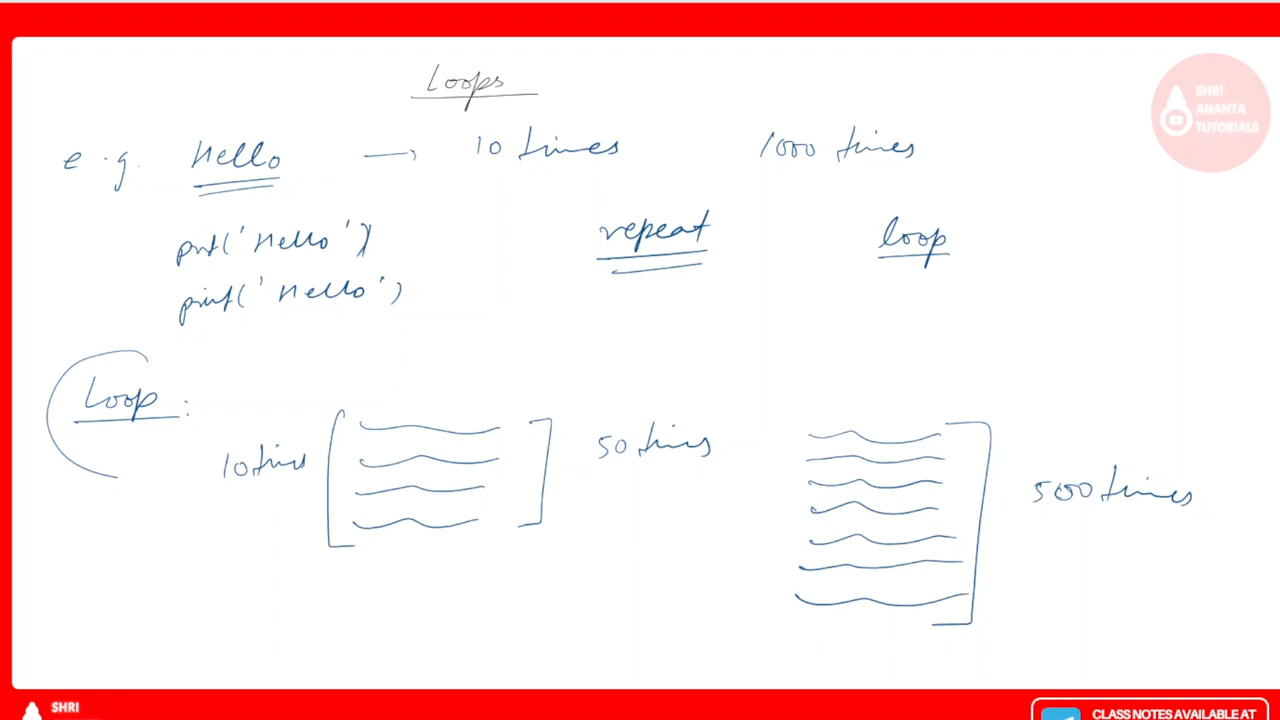 Loops
SHRI
ANANTA
TUTORIALS
e.g. Hello → 10 times 1000 times
prnt('Hello')
repeat loop
print('Hello')
Loop :
10 times 50 times
500 times
SHRI
CLASS NOTES AVAILABLE AT